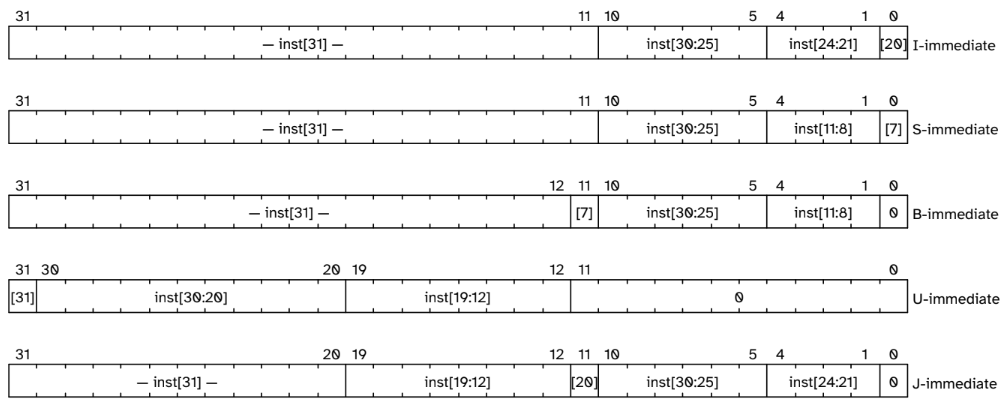 31 11 10 5 4 1 0
— inst[31] — inst[30:25] inst[24:21] [20] I-immediate
31 11 10 5 4 1 0
— inst[31] — inst[30:25] inst[11:8] [7] S-immediate
31 12 11 10 5 4 1 0
— inst[31] — [7] inst[30:25] inst[11:8] 0 B-immediate
31 30 20 19 12 11 0
[31] inst[30:20] inst[19:12] 0 U-immediate
31 20 19 12 11 10 5 4 1 0
— inst[31] — inst[19:12] [20] inst[30:25] inst[24:21] 0 J-immediate